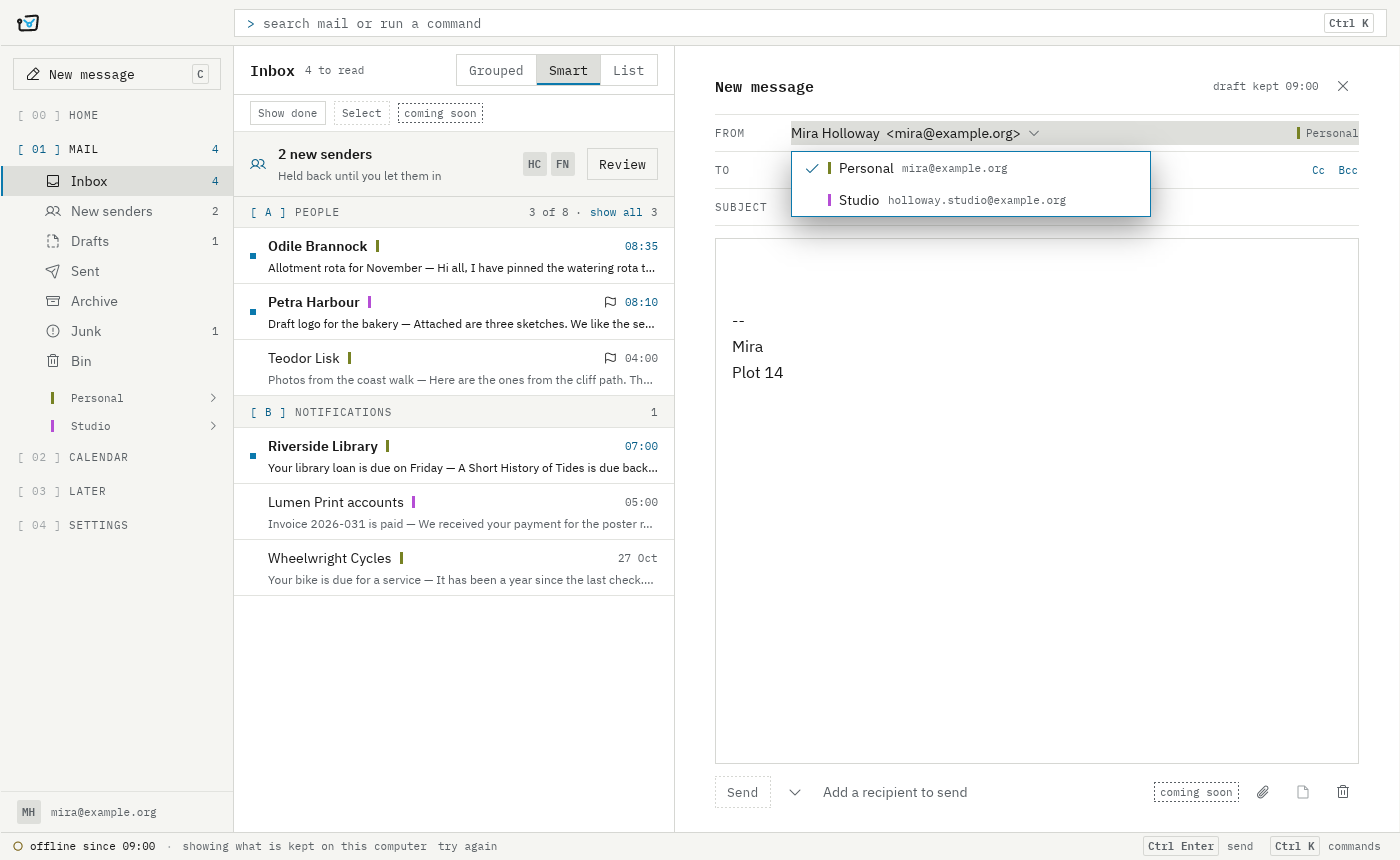 > search mail or run a command Ctrl K
New message C
[ 00 ] HOME
[ 01 ] MAIL 4
Inbox 4
New senders 2
Drafts 1
Sent
Archive
Junk 1
Bin
Personal
Studio
[ 02 ] CALENDAR
[ 03 ] LATER
[ 04 ] SETTINGS
MH mira@example.org
Inbox 4 to read Grouped Smart List
Show done Select coming soon
2 new senders
Held back until you let them in
HC FN Review
[ A ] PEOPLE 3 of 8 · show all 3
Odile Brannock 08:35
Allotment rota for November — Hi all, I have pinned the watering rota t…
Petra Harbour 08:10
Draft logo for the bakery — Attached are three sketches. We like the se…
Teodor Lisk 04:00
Photos from the coast walk — Here are the ones from the cliff path. Th…
[ B ] NOTIFICATIONS 1
Riverside Library 07:00
Your library loan is due on Friday — A Short History of Tides is due back…
Lumen Print accounts 05:00
Invoice 2026-031 is paid — We received your payment for the poster r…
Wheelwright Cycles 27 Oct
Your bike is due for a service — It has been a year since the last check.…
New message draft kept 09:00
FROM Mira Holloway <mira@example.org> Personal
TO Cc Bcc
Personal mira@example.org
Studio holloway.studio@example.org
SUBJECT
--
Mira
Plot 14
Send Add a recipient to send coming soon
offline since 09:00 · showing what is kept on this computer try again Ctrl Enter send Ctrl K commands